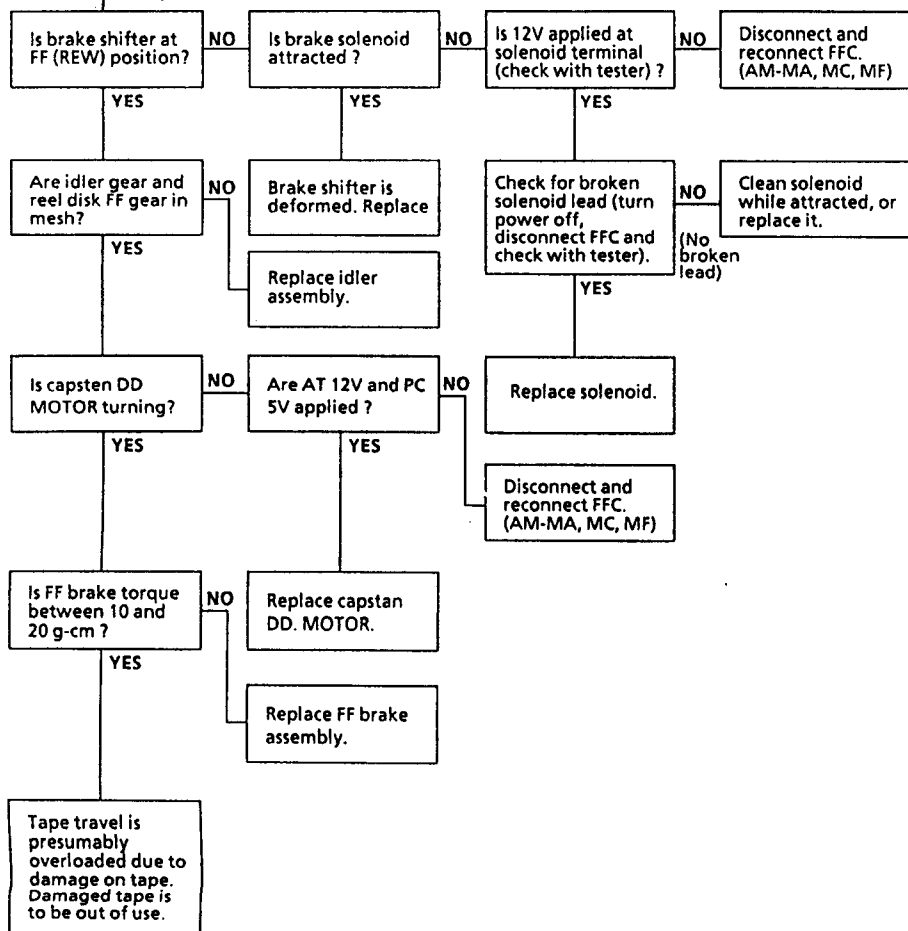 Is brake shifter at
FF (REW) position?
NO
Is brake solenoid
attracted ?
NO
Is 12V applied at
solenoid terminal
(check with tester) ?
NO
Disconnect and
reconnect FFC.
(AM-MA, MC, MF)
YES
YES
YES
Are idler gear and
reel disk FF gear in
mesh?
NO
Brake shifter is
deformed. Replace
Check for broken
solenoid lead (turn
power off,
disconnect FFC and
check with tester).
NO
(No
broken
lead)
Clean solenoid
while attracted, or
replace it.
YES
Replace idler
assembly.
YES
Is capsten DD
MOTOR turning?
NO
Are AT 12V and PC
5V applied ?
NO
Replace solenoid.
YES
YES
Disconnect and
reconnect FFC.
(AM-MA, MC, MF)
Is FF brake torque
between 10 and
20 g-cm ?
NO
Replace capstan
DD. MOTOR.
YES
Replace FF brake
assembly.
Tape travel is
presumably
overloaded due to
damage on tape.
Damaged tape is
to be out of use.